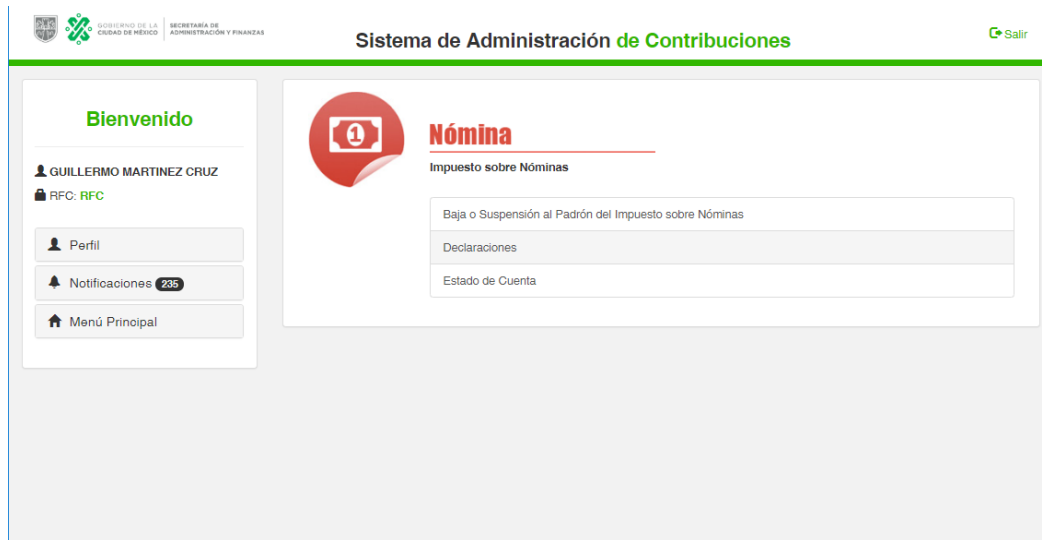 GOBIERNO DE LA
CIUDAD DE MÉXICO
SECRETARÍA DE
ADMINISTRACIÓN Y FINANZAS
Sistema de Administración de Contribuciones
Salir
Bienvenido
GUILLERMO MARTINEZ CRUZ
RFC: RFC
Perfil
Notificaciones 235
Menú Principal
1
Nómina
Impuesto sobre Nóminas
Baja o Suspensión al Padrón del Impuesto sobre Nóminas
Declaraciones
Estado de Cuenta